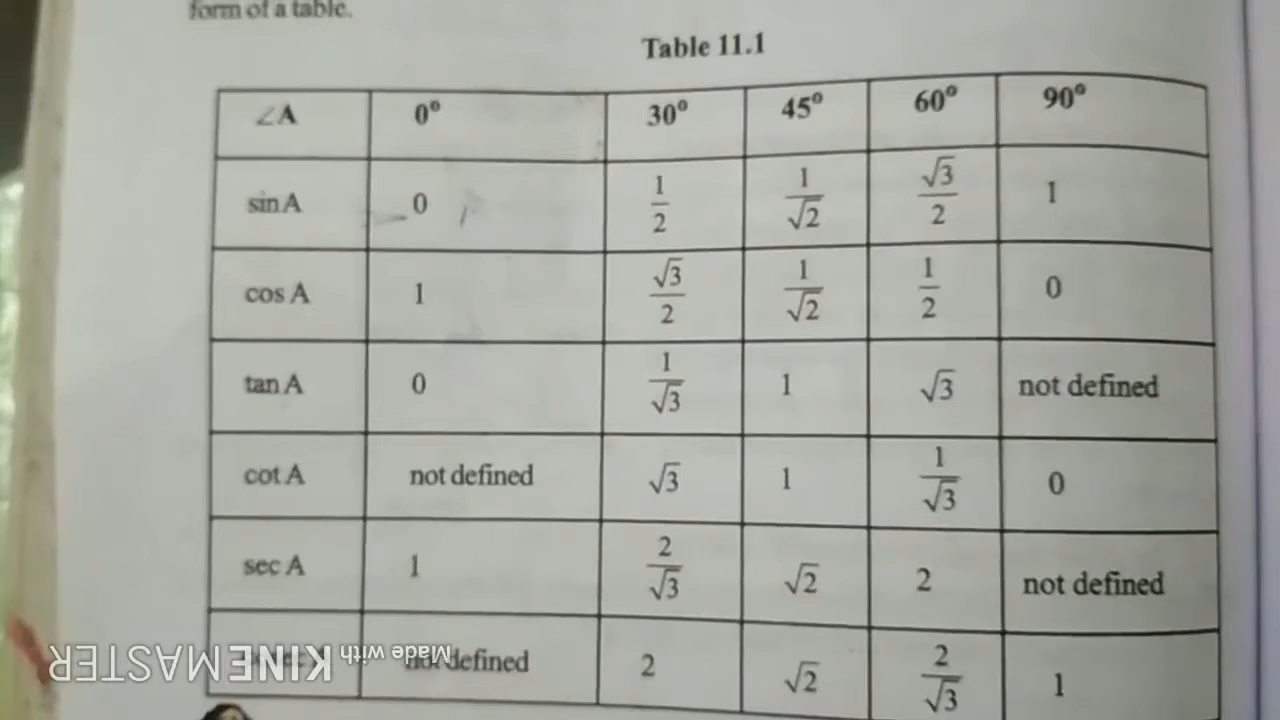 form of a table.
Table 11.1
∠A 0° 30° 45° 60° 90°
sin A 0 1/2 1/√2 √3/2 1
cos A 1 √3/2 1/√2 1/2 0
tan A 0 1/√3 1 √3 not defined
cot A not defined √3 1 1/√3 0
sec A 1 2/√3 √2 2 not defined
not defined 2 √2 2/√3 1
Made with KINEMASTER